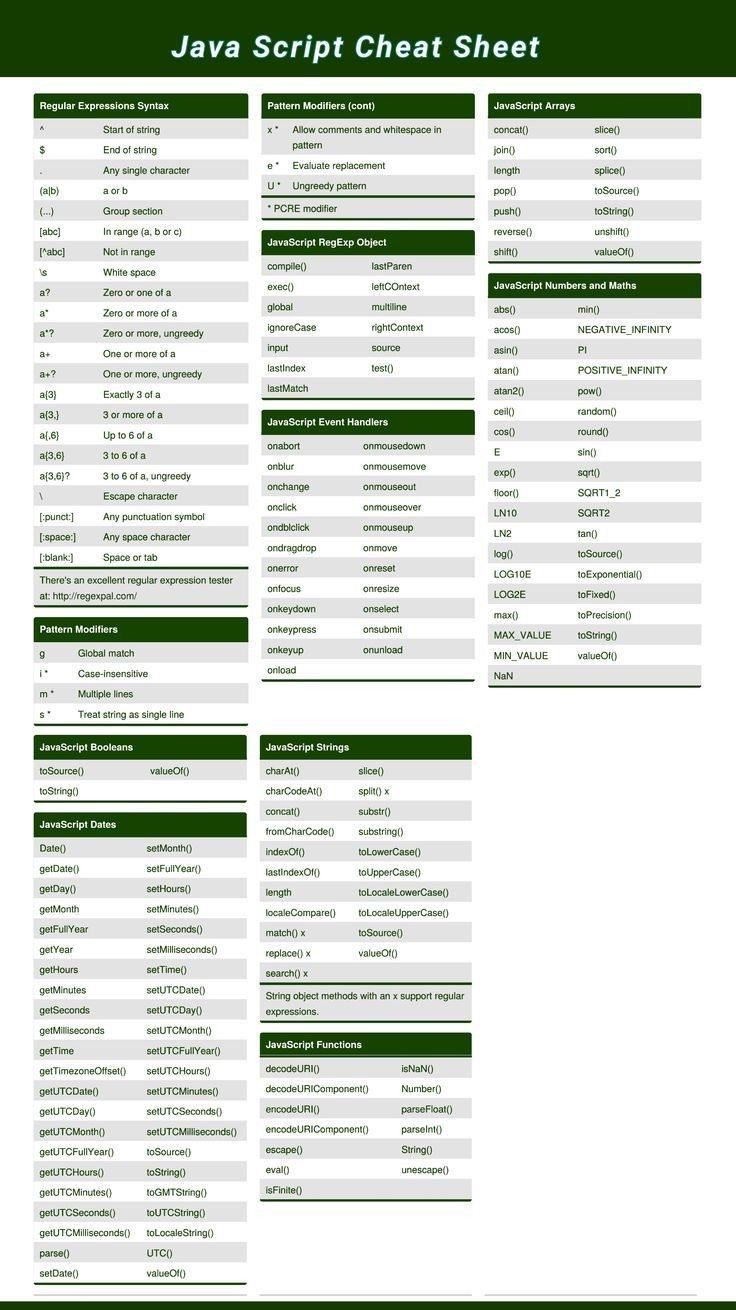 Java Script Cheat Sheet
Regular Expressions Syntax
^ Start of string
$ End of string
. Any single character
(a|b) a or b
(...) Group section
[abc] In range (a, b or c)
[^abc] Not in range
\s White space
a? Zero or one of a
a* Zero or more of a
a*? Zero or more, ungreedy
a+ One or more of a
a+? One or more, ungreedy
a{3} Exactly 3 of a
a{3,} 3 or more of a
a{,6} Up to 6 of a
a{3,6} 3 to 6 of a
a{3,6}? 3 to 6 of a, ungreedy
\ Escape character
[:punct:] Any punctuation symbol
[:space:] Any space character
[:blank:] Space or tab
There's an excellent regular expression tester
at: http://regexpal.com/
Pattern Modifiers
g Global match
i * Case-insensitive
m * Multiple lines
s * Treat string as single line
Pattern Modifiers (cont)
x * Allow comments and whitespace in
pattern
e * Evaluate replacement
U * Ungreedy pattern
* PCRE modifier
JavaScript RegExp Object
compile() lastParen
exec() leftCOntext
global multiline
ignoreCase rightContext
input source
lastIndex test()
lastMatch
JavaScript Event Handlers
onabort onmousedown
onblur onmousemove
onchange onmouseout
onclick onmouseover
ondblclick onmouseup
ondragdrop onmove
onerror onreset
onfocus onresize
onkeydown onselect
onkeypress onsubmit
onkeyup onunload
onload
JavaScript Arrays
concat() slice()
join() sort()
length splice()
pop() toSource()
push() toString()
reverse() unshift()
shift() valueOf()
JavaScript Numbers and Maths
abs() min()
acos() NEGATIVE_INFINITY
asin() PI
atan() POSITIVE_INFINITY
atan2() pow()
ceil() random()
cos() round()
E sin()
exp() sqrt()
floor() SQRT1_2
LN10 SQRT2
LN2 tan()
log() toSource()
LOG10E toExponential()
LOG2E toFixed()
max() toPrecision()
MAX_VALUE toString()
MIN_VALUE valueOf()
NaN
JavaScript Booleans
toSource() valueOf()
toString()
JavaScript Dates
Date() setMonth()
getDate() setFullYear()
getDay() setHours()
getMonth setMinutes()
getFullYear setSeconds()
getYear setMilliseconds()
getHours setTime()
getMinutes setUTCDate()
getSeconds setUTCDay()
getMilliseconds setUTCMonth()
getTime setUTCFullYear()
getTimezoneOffset() setUTCHours()
getUTCDate() setUTCMinutes()
getUTCDay() setUTCSeconds()
getUTCMonth() setUTCMilliseconds()
getUTCFullYear() toSource()
getUTCHours() toString()
getUTCMinutes() toGMTString()
getUTCSeconds() toUTCString()
getUTCMilliseconds() toLocaleString()
parse() UTC()
setDate() valueOf()
JavaScript Strings
charAt() slice()
charCodeAt() split() x
concat() substr()
fromCharCode() substring()
indexOf() toLowerCase()
lastIndexOf() toUpperCase()
length toLocaleLowerCase()
localeCompare() toLocaleUpperCase()
match() x toSource()
replace() x valueOf()
search() x
String object methods with an x support regular
expressions.
JavaScript Functions
decodeURI() isNaN()
decodeURIComponent() Number()
encodeURI() parseFloat()
encodeURIComponent() parseInt()
escape() String()
eval() unescape()
isFinite()